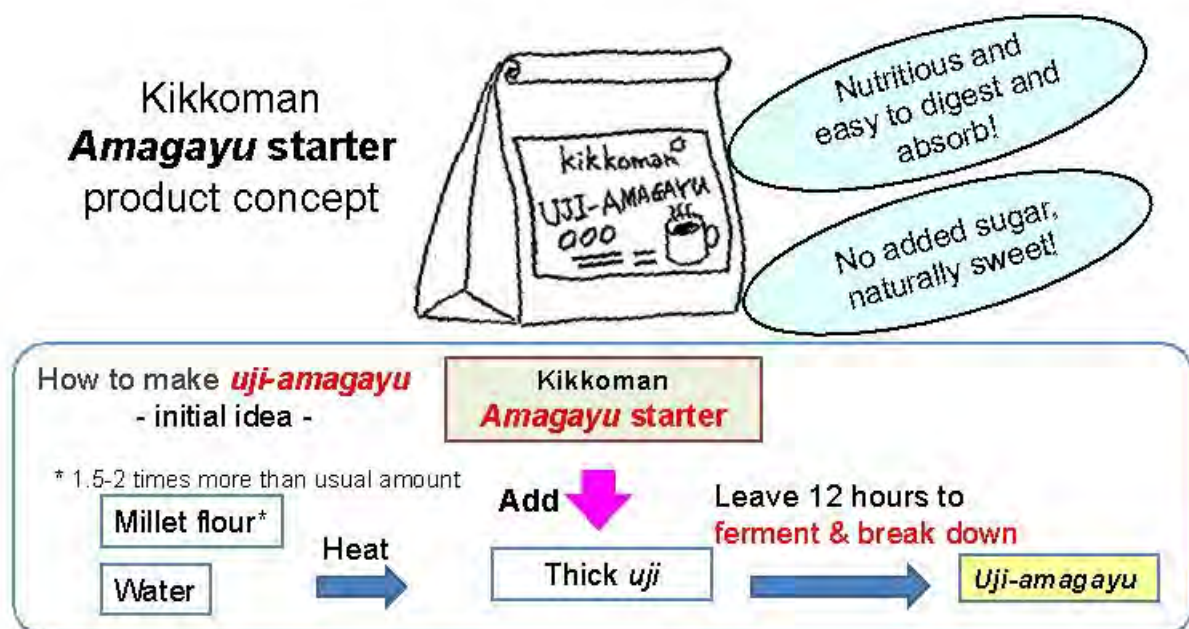 Kikkoman
Amagayu starter
product concept
kikkoman
UJI-AMAGAYU
Nutritious and
easy to digest and
absorb!
No added sugar,
naturally sweet!
How to make uji-amagayu
- initial idea -
Kikkoman
Amagayu starter
* 1.5-2 times more than usual amount
Millet flour*
Water
Heat
Add
Thick uji
Leave 12 hours to
ferment & break down
Uji-amagayu